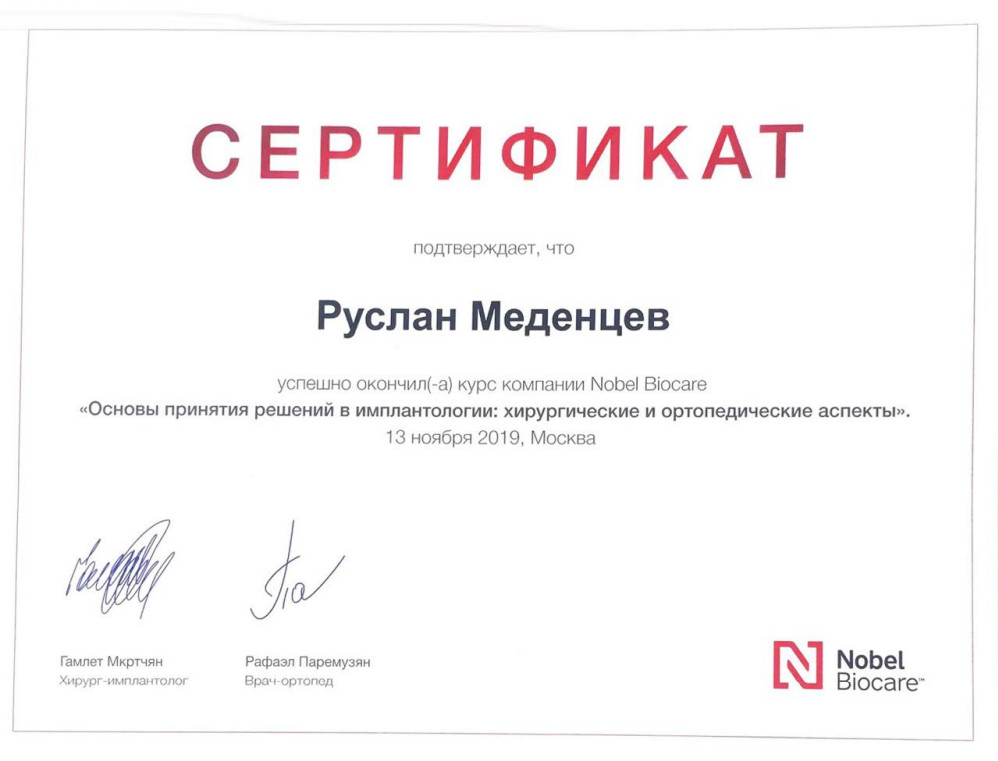 СЕРТИФИКАТ
подтверждает, что
Руслан Меденцев
успешно окончил(-а) курс компании Nobel Biocare
«Основы принятия решений в имплантологии: хирургические и ортопедические аспекты».
13 ноября 2019, Москва
Гамлет Мкртчян
Хирург-имплантолог
Рафаэл Паремузян
Врач-ортопед
Nobel
Biocare™